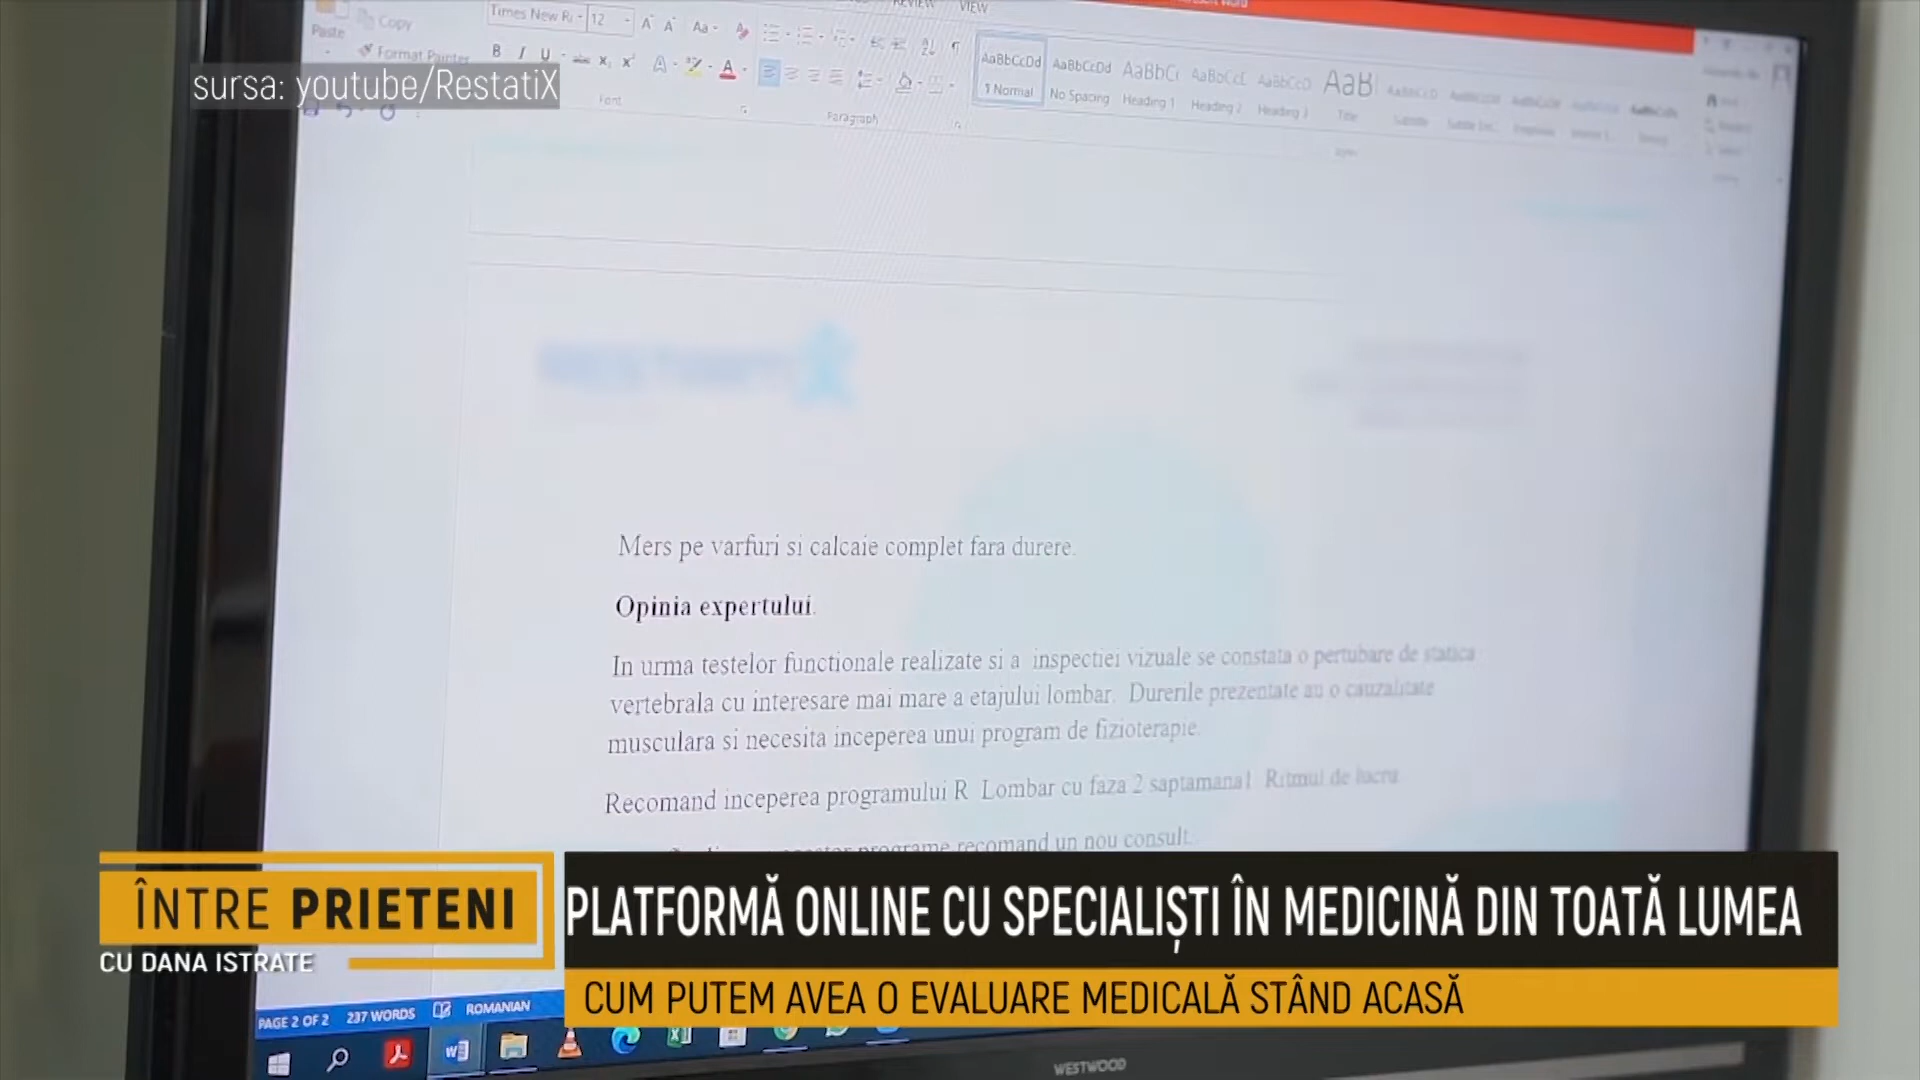 REVIEW VIEW
Paste
Copy
Format Painter
Times New R 12
B I U
Font
Paragraph
AaBbCcDd AaBbCcDd AaBbCc AaBbCcE AaBbCcD AaB
¶ Normal No Spacing Heading 1 Heading 2 Heading 3 Title
sursa: youtube/RestatiX
Mers pe varfuri si calcaie complet fara durere.
Opinia expertului.
In urma testelor functionale realizate si a inspectiei vizuale se constata o pertubare de statica
vertebrala cu interesare mai mare a etajului lombar. Durerile prezentate au o cauzalitate
musculara si necesita inceperea unui program de fizioterapie.
Recomand inceperea programului R Lombar cu faza 2 saptamana1 Ritmul de lucru
programe recomand un nou consult.
ÎNTRE PRIETENI
CU DANA ISTRATE
PLATFORMĂ ONLINE CU SPECIALIȘTI ÎN MEDICINĂ DIN TOATĂ LUMEA
CUM PUTEM AVEA O EVALUARE MEDICALĂ STÂND ACASĂ
PAGE 2 OF 2 237 WORDS ROMANIAN
WESTWOOD